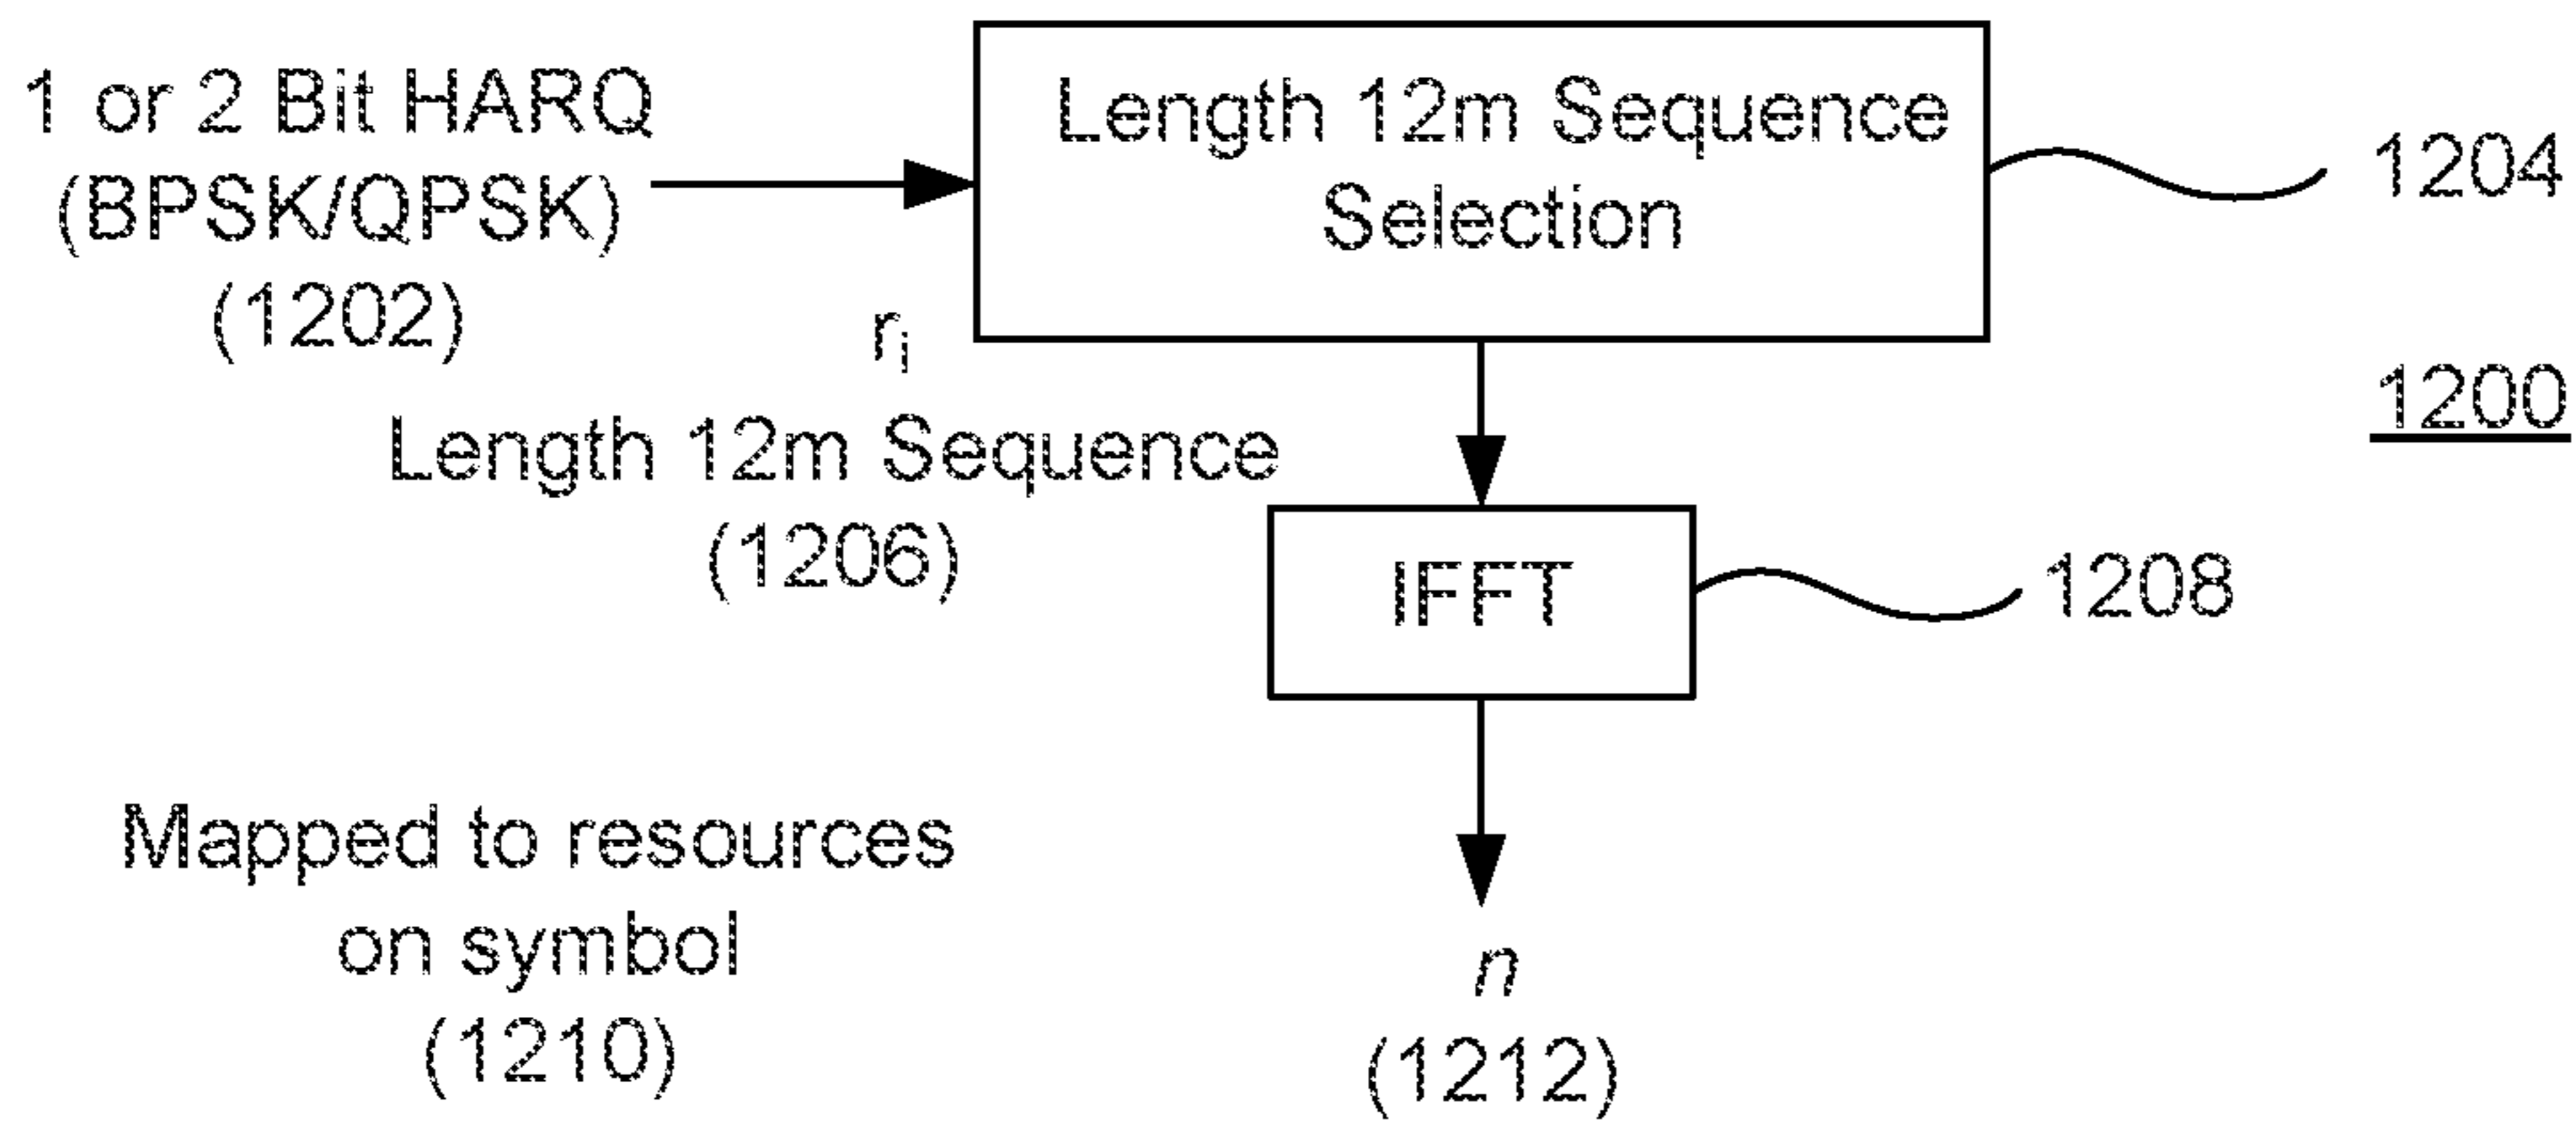 1 or 2 Bit HARQ
(BPSK/QPSK)
(1202)
Length 12m Sequence
Selection
1204
r_i
Length 12m Sequence
(1206)
1200
IFFT
1208
Mapped to resources
on symbol
(1210)
n
(1212)